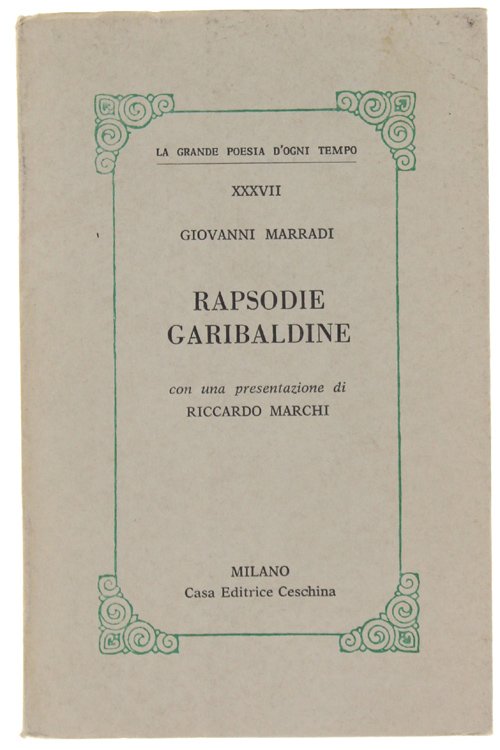 LA GRANDE POESIA D'OGNI TEMPO
XXXVII
GIOVANNI MARRADI
RAPSODIE
GARIBALDINE
con una presentazione di
RICCARDO MARCHI
MILANO
Casa Editrice Ceschina